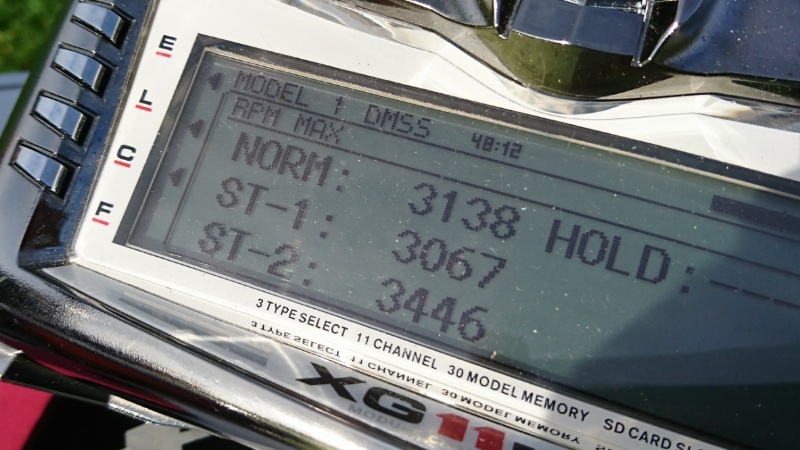 E
L
C
F
MODEL 1 DMSS 48:12
RPM MAX
NORM: 3138 HOLD:----
ST-1: 3067
ST-2: 3446
3 TYPE SELECT 11 CHANNEL 30 MODEL MEMORY SD CARD
XG11